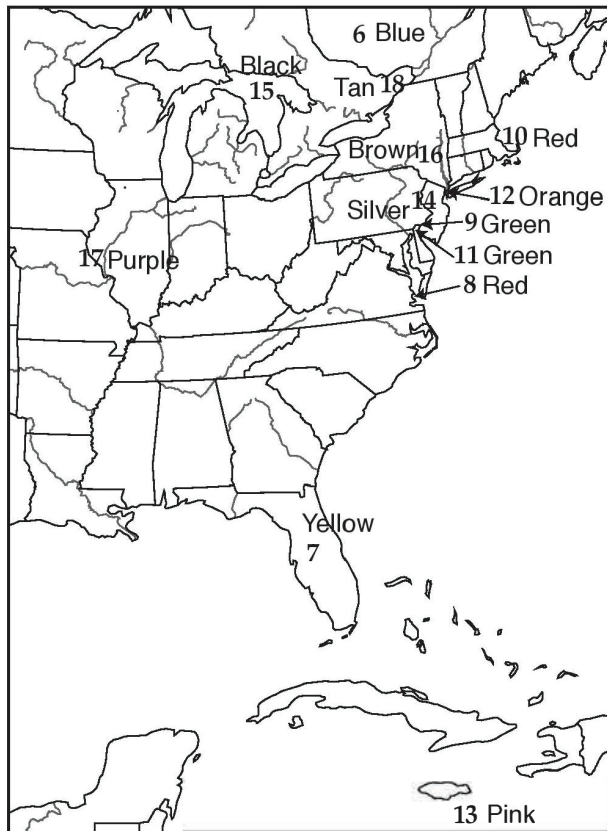 6 Blue
Black
15
Tan 18
10 Red
Brown 16
12 Orange
Silver 14
9 Green
11 Green
17 Purple
8 Red
Yellow
7
13 Pink